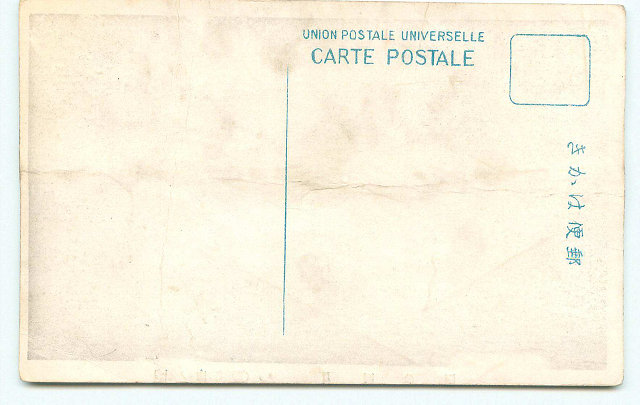 UNION POSTALE UNIVERSELLE
CARTE POSTALE
郵便はかき